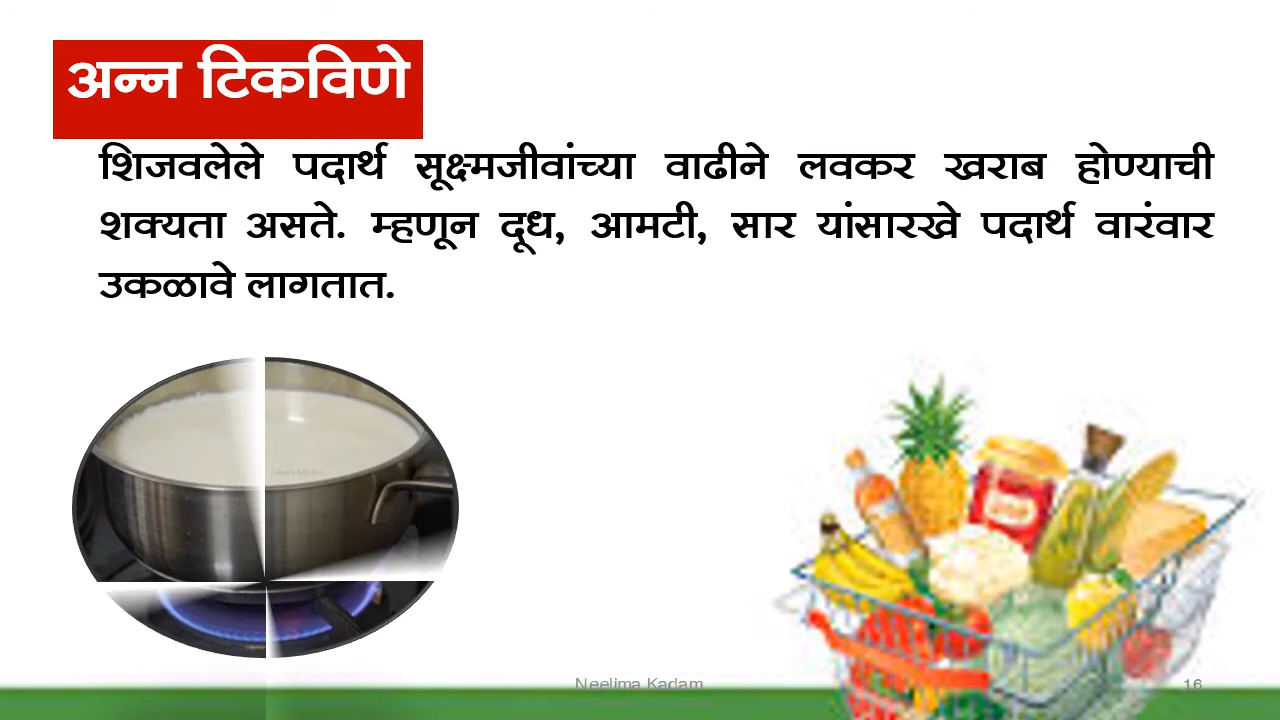 अन्न टिकविणे
शिजवलेले पदार्थ सूक्ष्मजीवांच्या वाढीने लवकर खराब होण्याची
शक्यता असते. म्हणून दूध, आमटी, सार यांसारखे पदार्थ वारंवार
उकळावे लागतात.
Neelima Kadam
16